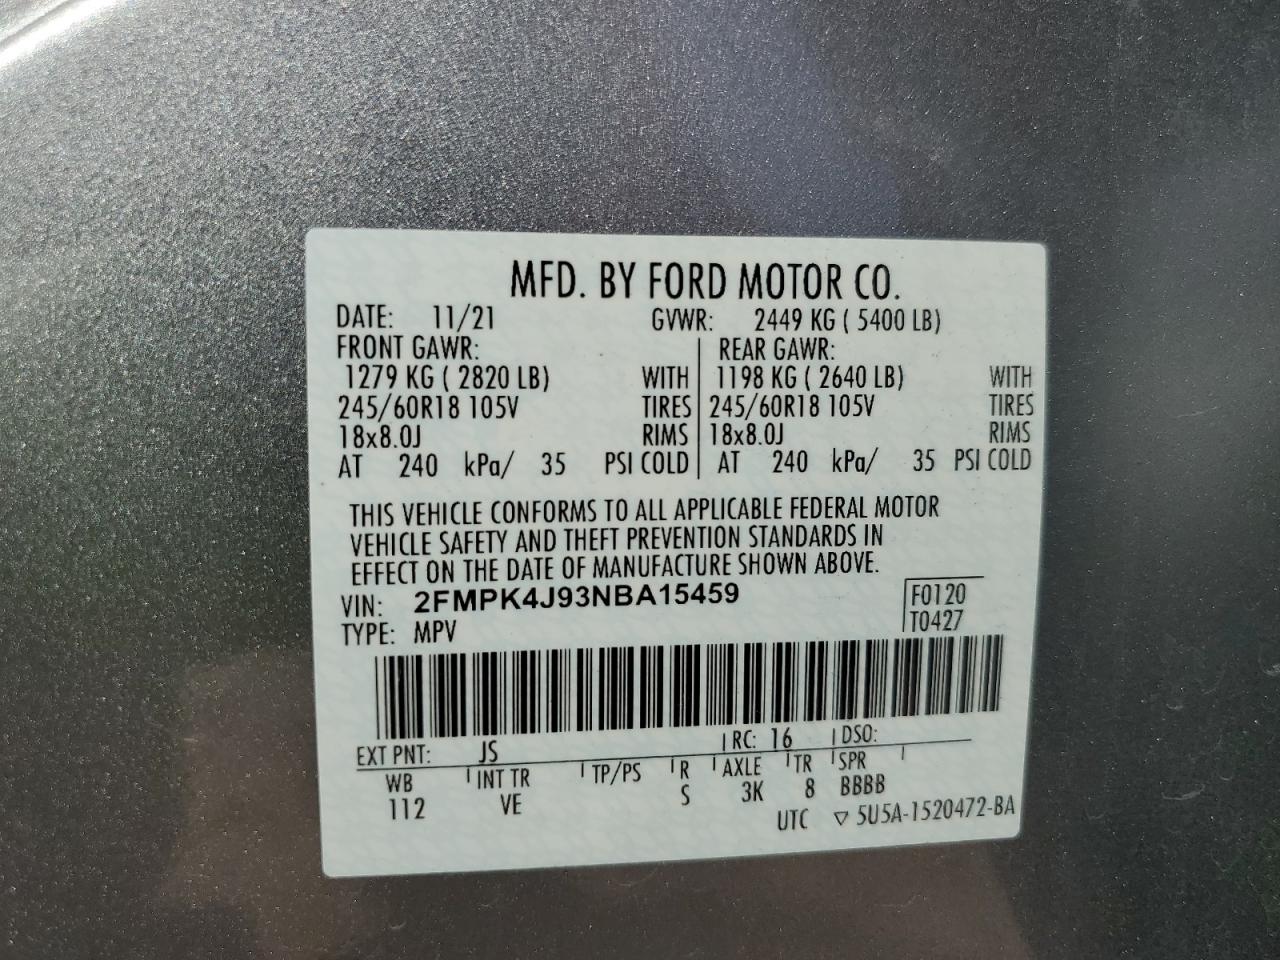 MFD. BY FORD MOTOR CO.
DATE: 11/21 GVWR: 2449 KG ( 5400 LB)
FRONT GAWR: REAR GAWR:
1279 KG ( 2820 LB) WITH 1198 KG ( 2640 LB) WITH
245/60R18 105V TIRES 245/60R18 105V TIRES
18x8.0J RIMS 18x8.0J RIMS
AT 240 kPa/ 35 PSI COLD AT 240 kPa/ 35 PSI COLD
THIS VEHICLE CONFORMS TO ALL APPLICABLE FEDERAL MOTOR
VEHICLE SAFETY AND THEFT PREVENTION STANDARDS IN
EFFECT ON THE DATE OF MANUFACTURE SHOWN ABOVE.
VIN: 2FMPK4J93NBA15459 F0120
TYPE: MPV T0427
EXT PNT: JS RC: 16 DSO:
WB INT TR TP/PS R AXLE TR SPR
112 VE S 3K 8 BBBB
UTC ▽ 5U5A-1520472-BA